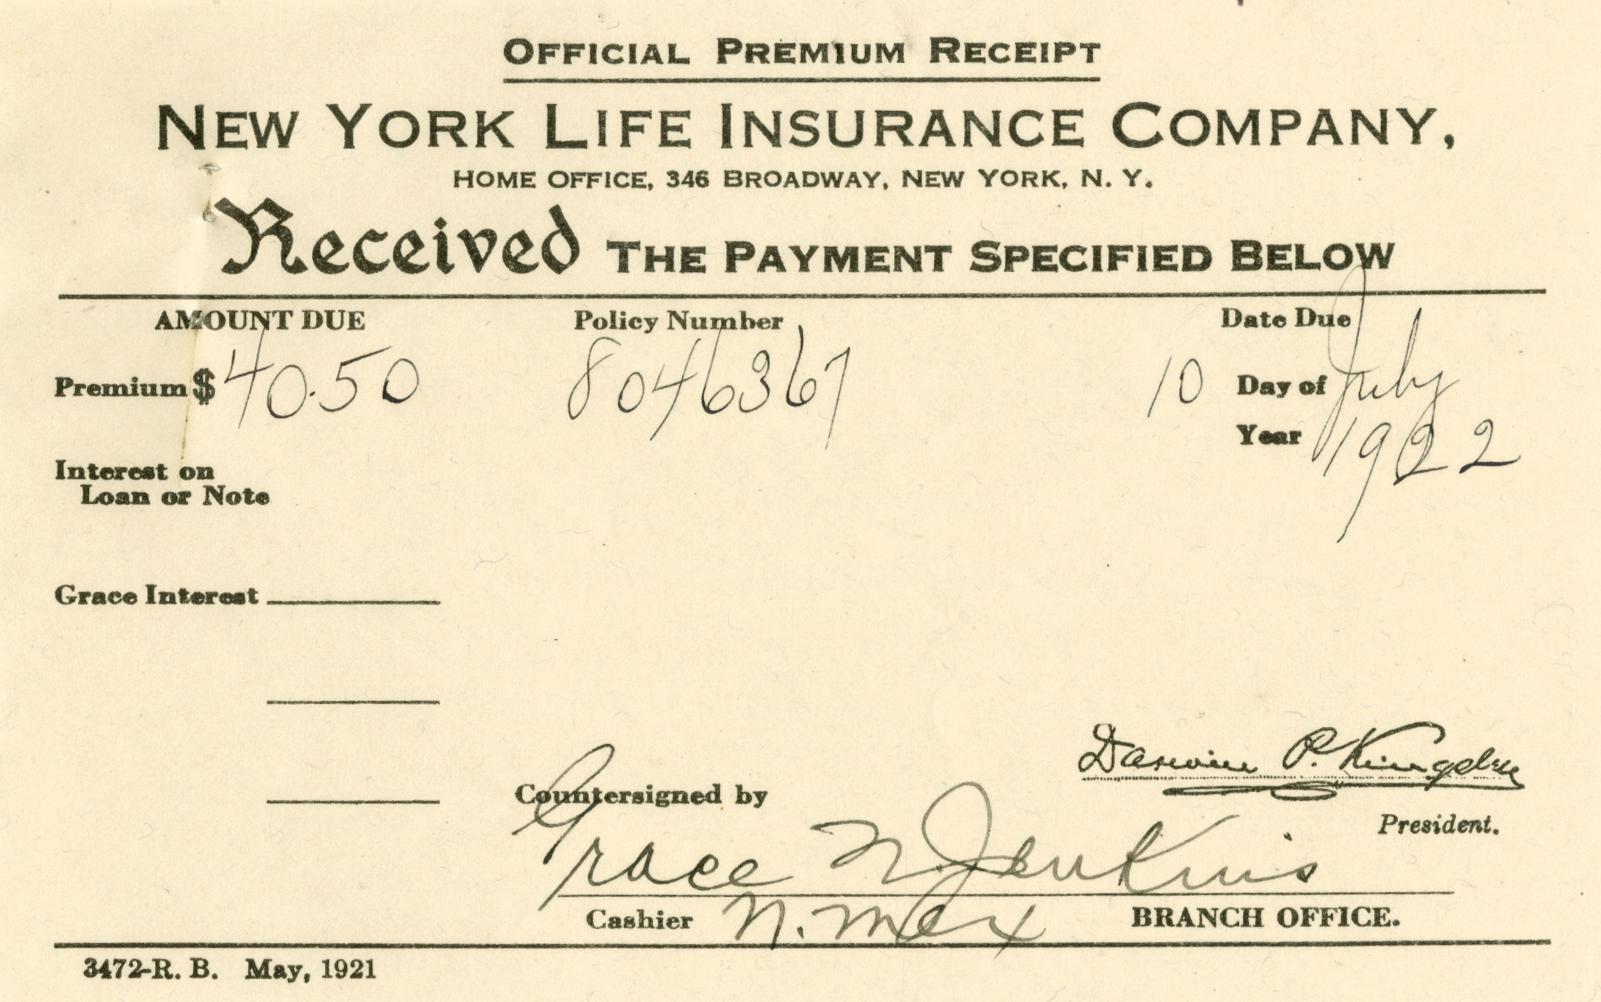 OFFICIAL PREMIUM RECEIPT
NEW YORK LIFE INSURANCE COMPANY,
HOME OFFICE, 346 BROADWAY, NEW YORK, N. Y.
Received THE PAYMENT SPECIFIED BELOW
AMOUNT DUE Policy Number Date Due
Premium $ 40.50 8046367 10 Day of July
Year 1922
Interest on
Loan or Note
Grace Interest
Darwin P. Kingsley
President.
Countersigned by
Grace N. Jenkins
Cashier N. Mex BRANCH OFFICE.
3472-R. B. May, 1921